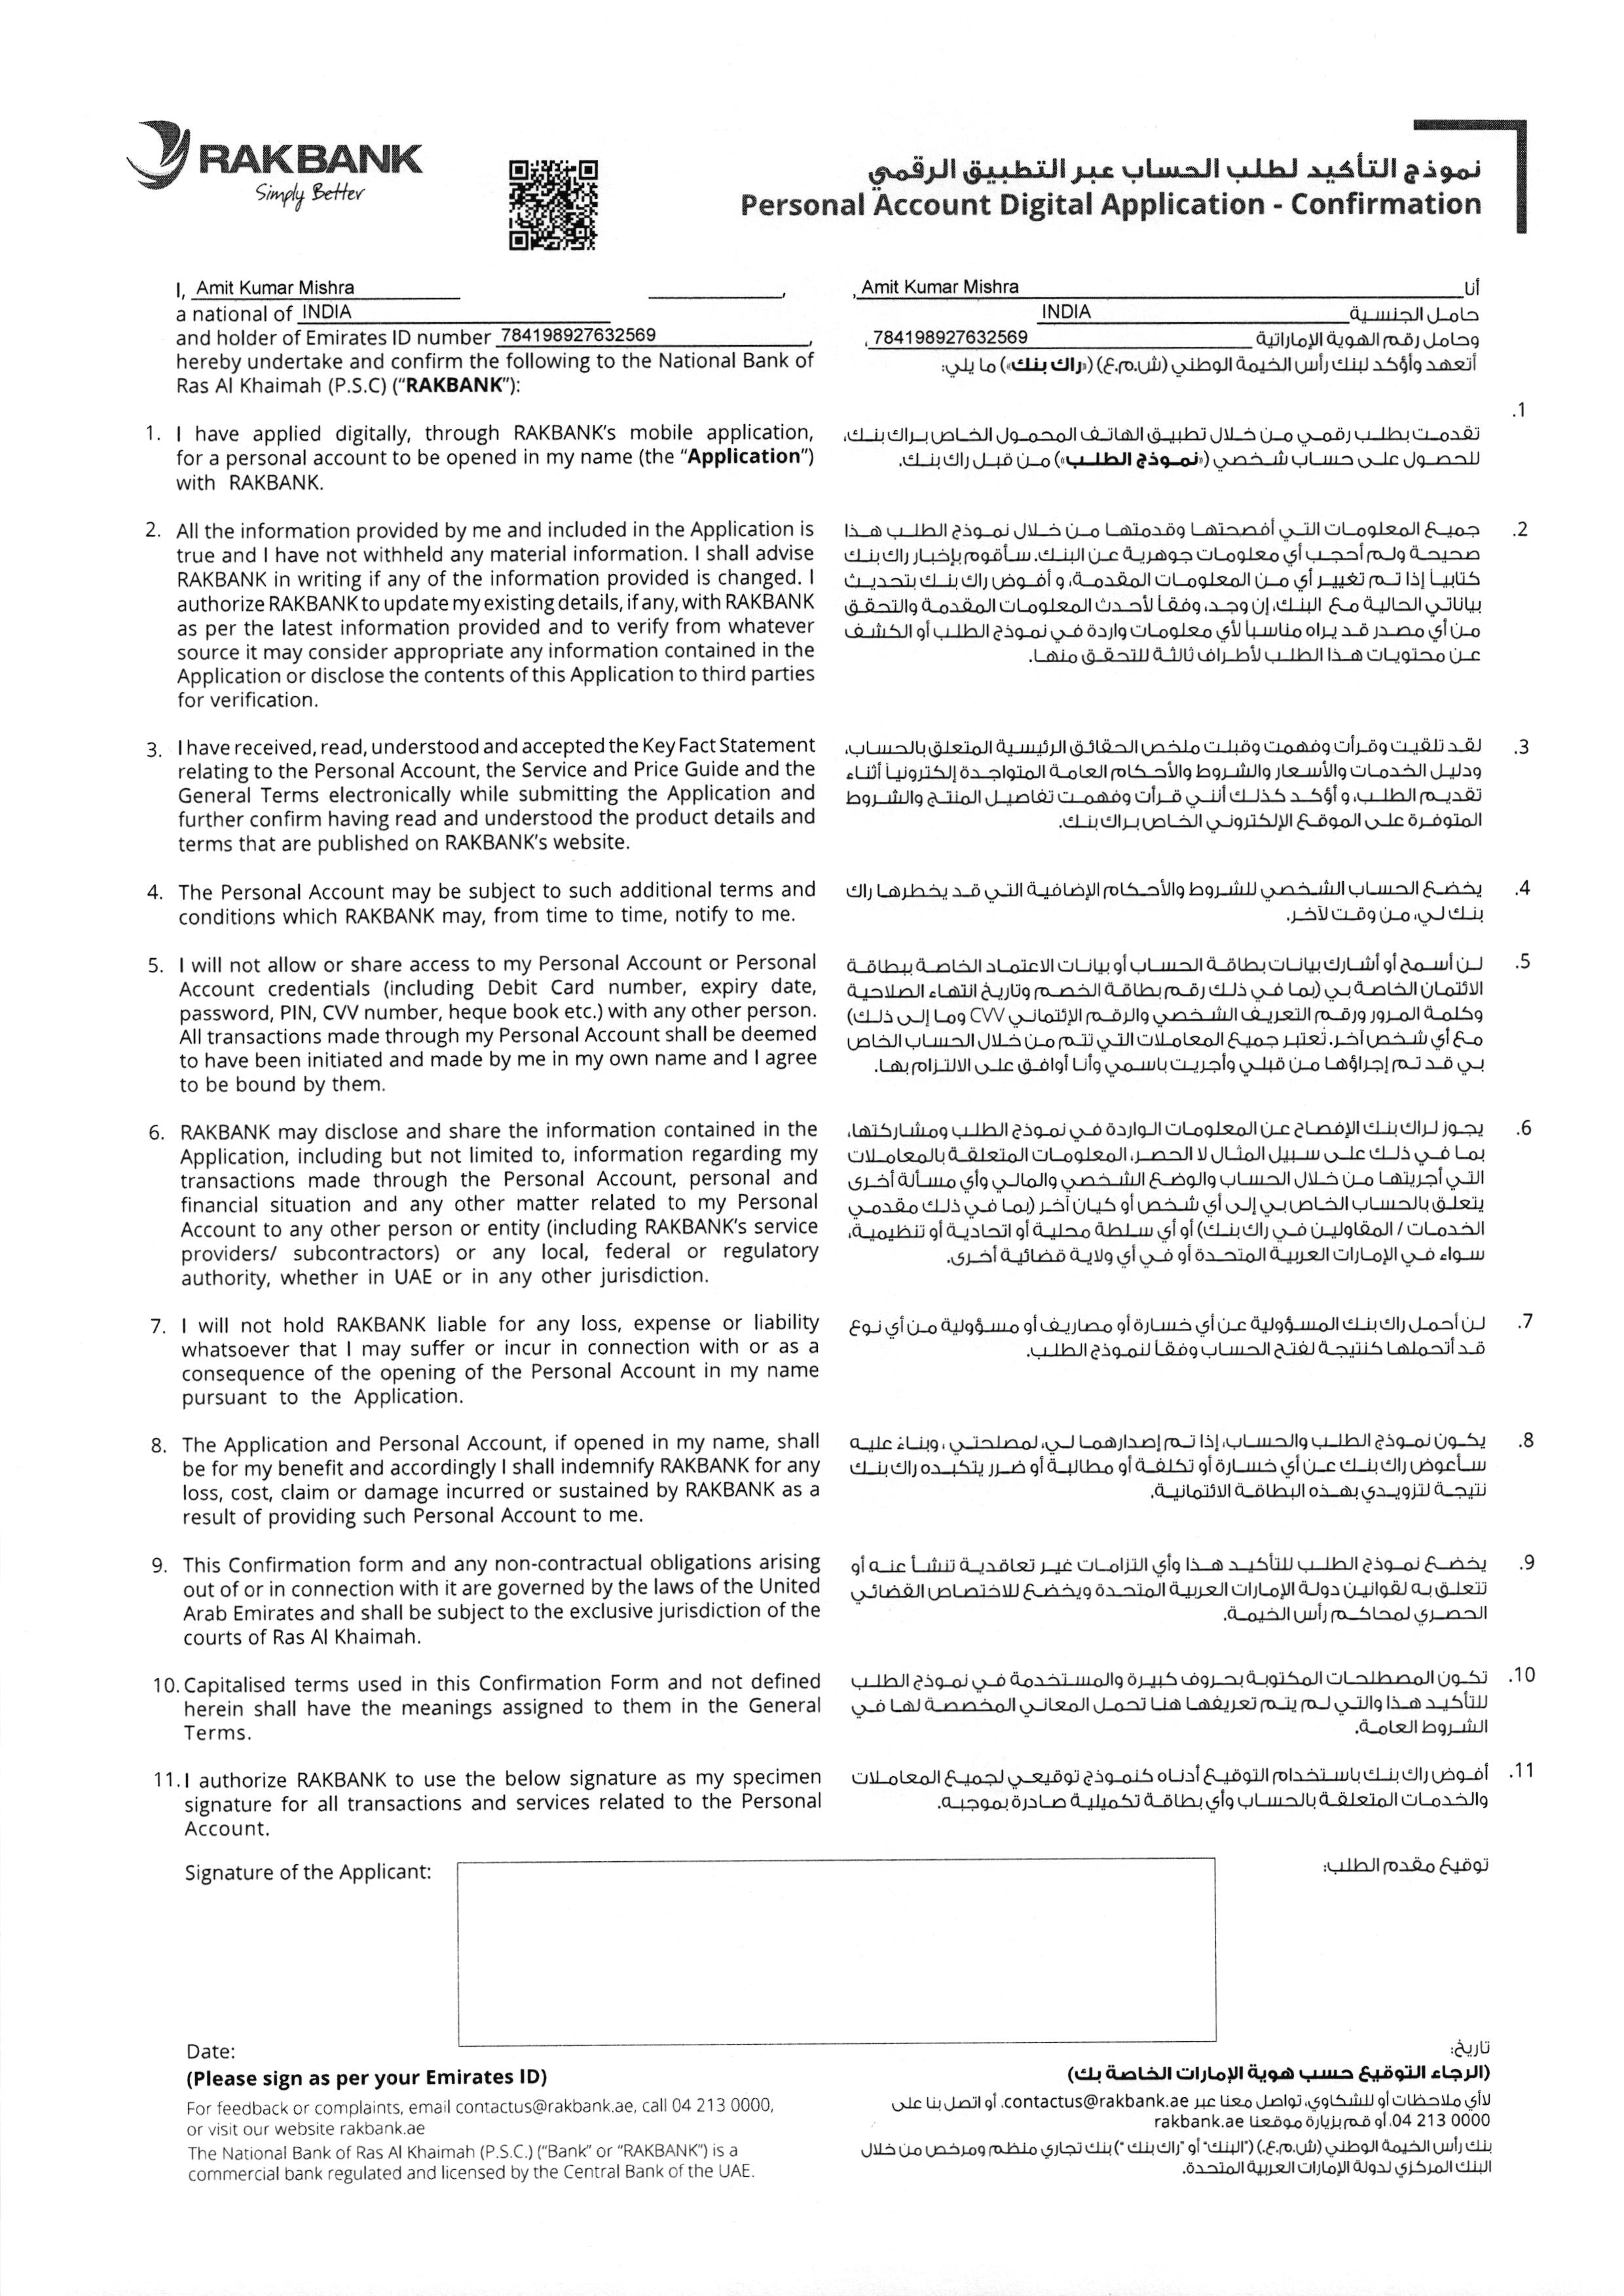 RAKBANK
Simply Better
نموذج التأكيد لطلب الحساب عبر التطبيق الرقمي
Personal Account Digital Application - Confirmation
I, Amit Kumar Mishra ,
a national of INDIA
and holder of Emirates ID number 784198927632569 ,
hereby undertake and confirm the following to the National Bank of
Ras Al Khaimah (P.S.C) (“RAKBANK”):
1. I have applied digitally, through RAKBANK’s mobile application,
for a personal account to be opened in my name (the “Application”)
with RAKBANK.
2. All the information provided by me and included in the Application is
true and I have not withheld any material information. I shall advise
RAKBANK in writing if any of the information provided is changed. I
authorize RAKBANK to update my existing details, if any, with RAKBANK
as per the latest information provided and to verify from whatever
source it may consider appropriate any information contained in the
Application or disclose the contents of this Application to third parties
for verification.
3. I have received, read, understood and accepted the Key Fact Statement
relating to the Personal Account, the Service and Price Guide and the
General Terms electronically while submitting the Application and
further confirm having read and understood the product details and
terms that are published on RAKBANK’s website.
4. The Personal Account may be subject to such additional terms and
conditions which RAKBANK may, from time to time, notify to me.
5. I will not allow or share access to my Personal Account or Personal
Account credentials (including Debit Card number, expiry date,
password, PIN, CVV number, heque book etc.) with any other person.
All transactions made through my Personal Account shall be deemed
to have been initiated and made by me in my own name and I agree
to be bound by them.
6. RAKBANK may disclose and share the information contained in the
Application, including but not limited to, information regarding my
transactions made through the Personal Account, personal and
financial situation and any other matter related to my Personal
Account to any other person or entity (including RAKBANK’s service
providers/ subcontractors) or any local, federal or regulatory
authority, whether in UAE or in any other jurisdiction.
7. I will not hold RAKBANK liable for any loss, expense or liability
whatsoever that I may suffer or incur in connection with or as a
consequence of the opening of the Personal Account in my name
pursuant to the Application.
8. The Application and Personal Account, if opened in my name, shall
be for my benefit and accordingly I shall indemnify RAKBANK for any
loss, cost, claim or damage incurred or sustained by RAKBANK as a
result of providing such Personal Account to me.
9. This Confirmation form and any non-contractual obligations arising
out of or in connection with it are governed by the laws of the United
Arab Emirates and shall be subject to the exclusive jurisdiction of the
courts of Ras Al Khaimah.
10. Capitalised terms used in this Confirmation Form and not defined
herein shall have the meanings assigned to them in the General
Terms.
11. I authorize RAKBANK to use the below signature as my specimen
signature for all transactions and services related to the Personal
Account.
أنا Amit Kumar Mishra ,
حامل الجنسية INDIA
وحامل رقم الهوية الإماراتية 784198927632569 ,
أتعهد وأؤكد لبنك رأس الخيمة الوطني (ش.م.ع) («راك بنك») ما يلي:
1.
تقدمت بطلب رقمي من خلال تطبيق الهاتف المحمول الخاص براك بنك،
للحصول على حساب شخصي («نموذج الطلب») من قبل راك بنك.
2. جميع المعلومات التي أفصحتها وقدمتها من خلال نموذج الطلب هذا
صحيحة ولم أحجب أي معلومات جوهرية عن البنك. سأقوم بإخبار راك بنك
كتابياً إذا تم تغيير أي من المعلومات المقدمة، و أفوض راك بنك بتحديث
بياناتي الحالية مع البنك، إن وجد، وفقاً لأحدث المعلومات المقدمة والتحقق
من أي مصدر قد يراه مناسباً لأي معلومات واردة في نموذج الطلب أو الكشف
عن محتويات هذا الطلب لأطراف ثالثة للتحقق منها.
3. لقد تلقيت وقرأت وفهمت وقبلت ملخص الحقائق الرئيسية المتعلق بالحساب،
ودليل الخدمات والأسعار والشروط والأحكام العامة المتواجدة إلكترونياً أثناء
تقديم الطلب، و أؤكد كذلك أنني قرأت وفهمت تفاصيل المنتج والشروط
المتوفرة على الموقع الإلكتروني الخاص براك بنك.
4. يخضع الحساب الشخصي للشروط والأحكام الإضافية التي قد يخطرها راك
بنك لي، من وقت لآخر.
5. لن أسمح أو أشارك بيانات بطاقة الحساب أو بيانات الاعتماد الخاصة ببطاقة
الائتمان الخاصة بي (بما في ذلك رقم بطاقة الخصم وتاريخ انتهاء الصلاحية
وكلمة المرور ورقم التعريف الشخصي والرقم الإئتماني CVV وما إلى ذلك)
مع أي شخص آخر. تعتبر جميع المعاملات التي تتم من خلال الحساب الخاص
بي قد تم إجراؤها من قبلي وأجريت باسمي وأنا أوافق على الالتزام بها.
6. يجوز لراك بنك الإفصاح عن المعلومات الواردة في نموذج الطلب ومشاركتها،
بما في ذلك على سبيل المثال لا الحصر، المعلومات المتعلقة بالمعاملات
التي أجريتها من خلال الحساب والوضع الشخصي والمالي وأي مسألة أخرى
يتعلق بالحساب الخاص بي إلى أي شخص أو كيان آخر (بما في ذلك مقدمي
الخدمات / المقاولين في راك بنك) أو أي سلطة محلية أو اتحادية أو تنظيمية،
سواء في الإمارات العربية المتحدة أو في أي ولاية قضائية أخرى.
7. لن أحمل راك بنك المسؤولية عن أي خسارة أو مصاريف أو مسؤولية من أي نوع
قد أتحملها كنتيجة لفتح الحساب وفقاً لنموذج الطلب.
8. يكون نموذج الطلب والحساب، إذا تم إصدارهما لي، لمصلحتي ، وبناءً عليه
سأعوض راك بنك عن أي خسارة أو تكلفة أو مطالبة أو ضرر يتكبده راك بنك
نتيجة لتزويدي بهذه البطاقة الائتمانية.
9. يخضع نموذج الطلب للتأكيد هذا وأي التزامات غير تعاقدية تنشأ عنه أو
تتعلق به لقوانين دولة الإمارات العربية المتحدة ويخضع للاختصاص القضائي
الحصري لمحاكم رأس الخيمة.
10. تكون المصطلحات المكتوبة بحروف كبيرة والمستخدمة في نموذج الطلب
للتأكيد هذا والتي لم يتم تعريفها هنا تحمل المعاني المخصصة لها في
الشروط العامة.
11. أفوض راك بنك باستخدام التوقيع أدناه كنموذج توقيعي لجميع المعاملات
والخدمات المتعلقة بالحساب وأي بطاقة تكميلية صادرة بموجبه.
Signature of the Applicant:
توقيع مقدم الطلب:
Date:
تاريخ:
(Please sign as per your Emirates ID)
(الرجاء التوقيع حسب هوية الإمارات الخاصة بك)
For feedback or complaints, email contactus@rakbank.ae, call 04 213 0000,
or visit our website rakbank.ae
The National Bank of Ras Al Khaimah (P.S.C.) (“Bank” or “RAKBANK”) is a
commercial bank regulated and licensed by the Central Bank of the UAE.
لأي ملاحظات أو للشكاوي، تواصل معنا عبر contactus@rakbank.ae. أو اتصل بنا على
04 213 0000. أو قم بزيارة موقعنا rakbank.ae
بنك رأس الخيمة الوطني (ش.م.ع.) ("البنك" أو "راك بنك") بنك تجاري منظم ومرخص من خلال
البنك المركزي لدولة الإمارات العربية المتحدة.